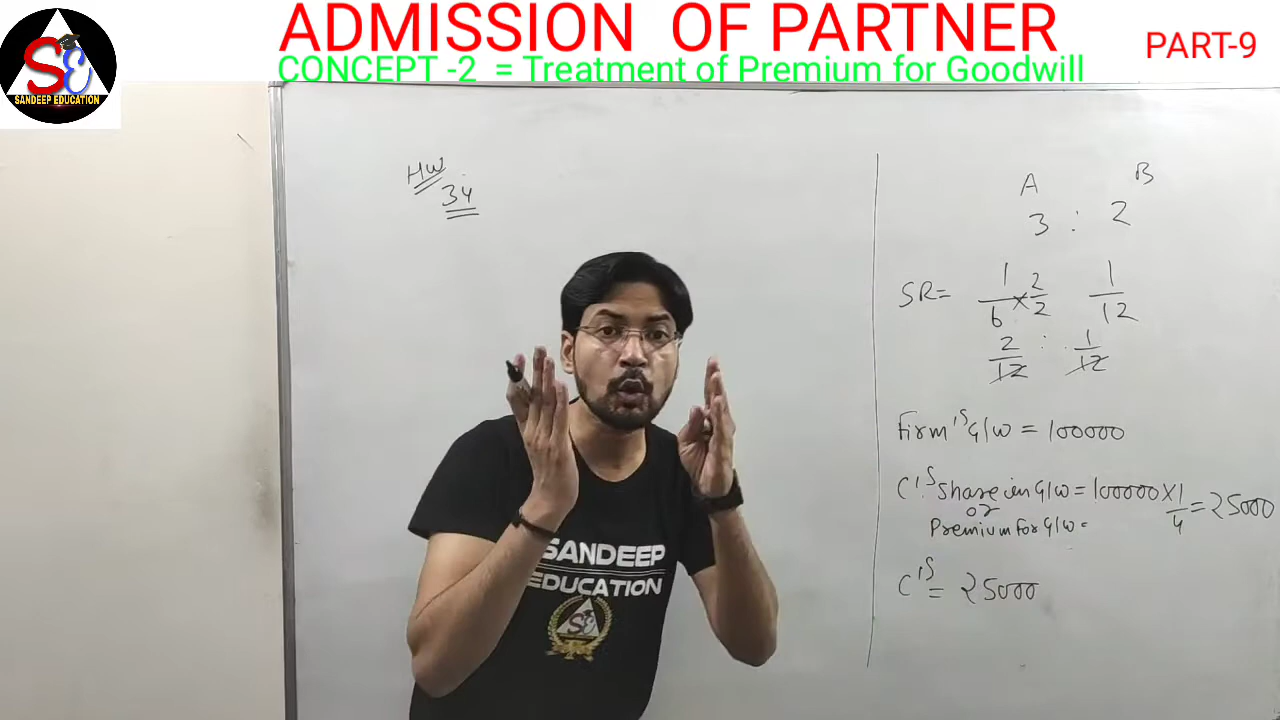 ADMISSION OF PARTNER
PART-9
CONCEPT -2 = Treatment of Premium for Goodwill
SE
SANDEEP EDUCATION
HW
34
A B
3 : 2
SR = 1/6 × 2/2 1/12
2/12 : 1/12
Firm's G/W = 100000
C's Share in G/W = 100000 × 1/4 = 25000
or
Premium for G/W =
C's = 25000
SANDEEP
EDUCATION
SE